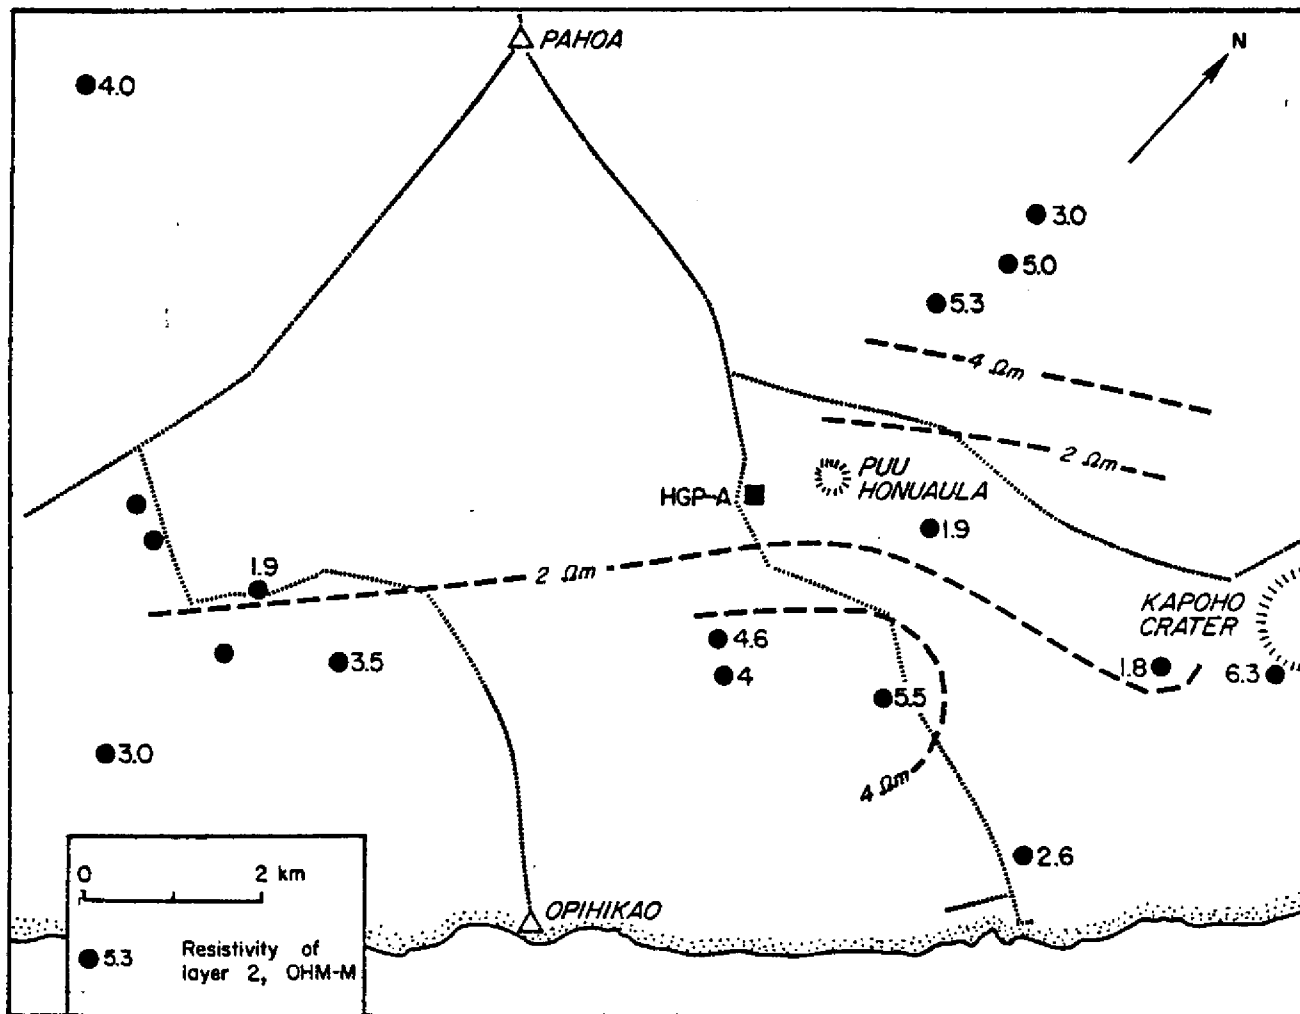 PAHOA
N
4.0
3.0
5.0
5.3
4 Ωm
2 Ωm
PUU
HONUAULA
HGP-A
1.9
1.9
2 Ωm
KAPOHO
CRATER
4.6
3.5
4
1.8
6.3
5.5
3.0
4 Ωm
2.6
0 2 km
OPIHIKAO
5.3
Resistivity of
layer 2, OHM-M